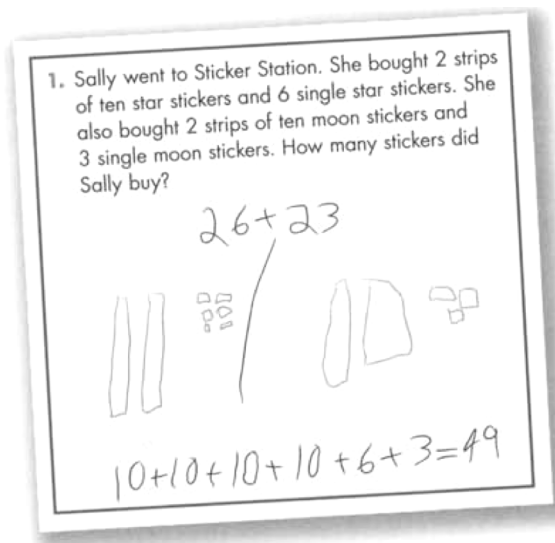 1. Sally went to Sticker Station. She bought 2 strips
of ten star stickers and 6 single star stickers. She
also bought 2 strips of ten moon stickers and
3 single moon stickers. How many stickers did
Sally buy?
26+23
10+10+10+10+6+3=49